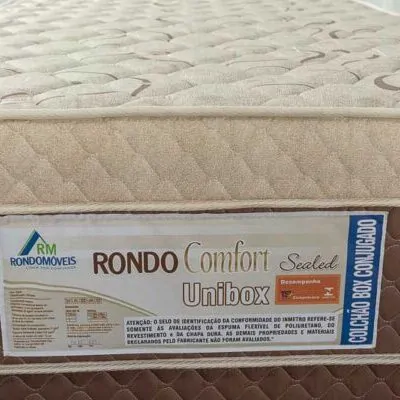 RM
RONDOMÓVEIS
RONDO Comfort Sealed
Unibox
Desempenho
COLCHÃO BOX CONJUGADO
ATENÇÃO: O SELO DE IDENTIFICAÇÃO DA CONFORMIDADE DO INMETRO REFERE-SE
SOMENTE ÀS AVALIAÇÕES DA ESPUMA FLEXÍVEL DE POLIURETANO, DO
REVESTIMENTO e DA CHAPA DURA. AS DEMAIS PROPRIEDADES E MATERIAIS
DECLARADOS PELO FABRICANTE NÃO FORAM AVALIADOS."